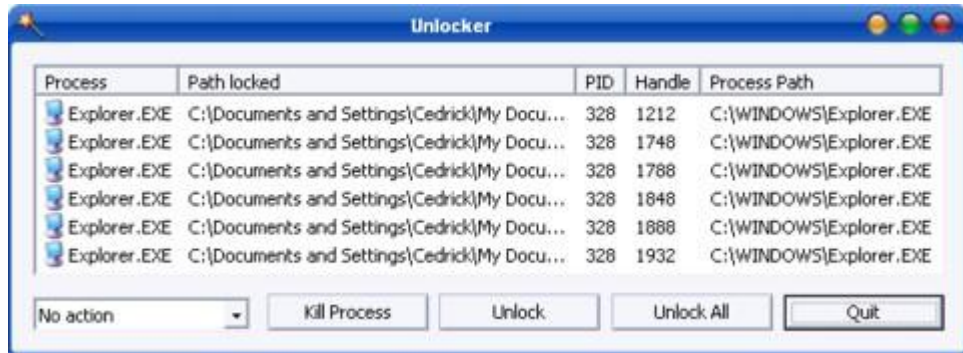 Unlocker
Process Path locked PID Handle Process Path
Explorer.EXE C:\Documents and Settings\Cedrick\My Docu... 328 1212 C:\WINDOWS\Explorer.EXE
Explorer.EXE C:\Documents and Settings\Cedrick\My Docu... 328 1748 C:\WINDOWS\Explorer.EXE
Explorer.EXE C:\Documents and Settings\Cedrick\My Docu... 328 1788 C:\WINDOWS\Explorer.EXE
Explorer.EXE C:\Documents and Settings\Cedrick\My Docu... 328 1848 C:\WINDOWS\Explorer.EXE
Explorer.EXE C:\Documents and Settings\Cedrick\My Docu... 328 1888 C:\WINDOWS\Explorer.EXE
Explorer.EXE C:\Documents and Settings\Cedrick\My Docu... 328 1932 C:\WINDOWS\Explorer.EXE
No action Kill Process Unlock Unlock All Quit